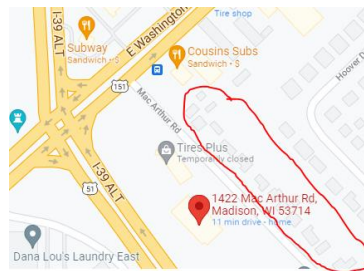 Tire shop
Subway
Sandwich • $
E Washington
Cousins Subs
Sandwich • $
Hoover D
I-39 ALT
151
Mac Arthur Rd
Tires Plus
Temporarily closed
51
I-39 ALT
1422 Mac Arthur Rd,
Madison, WI 53714
11 min drive - home
Dana Lou's Laundry East